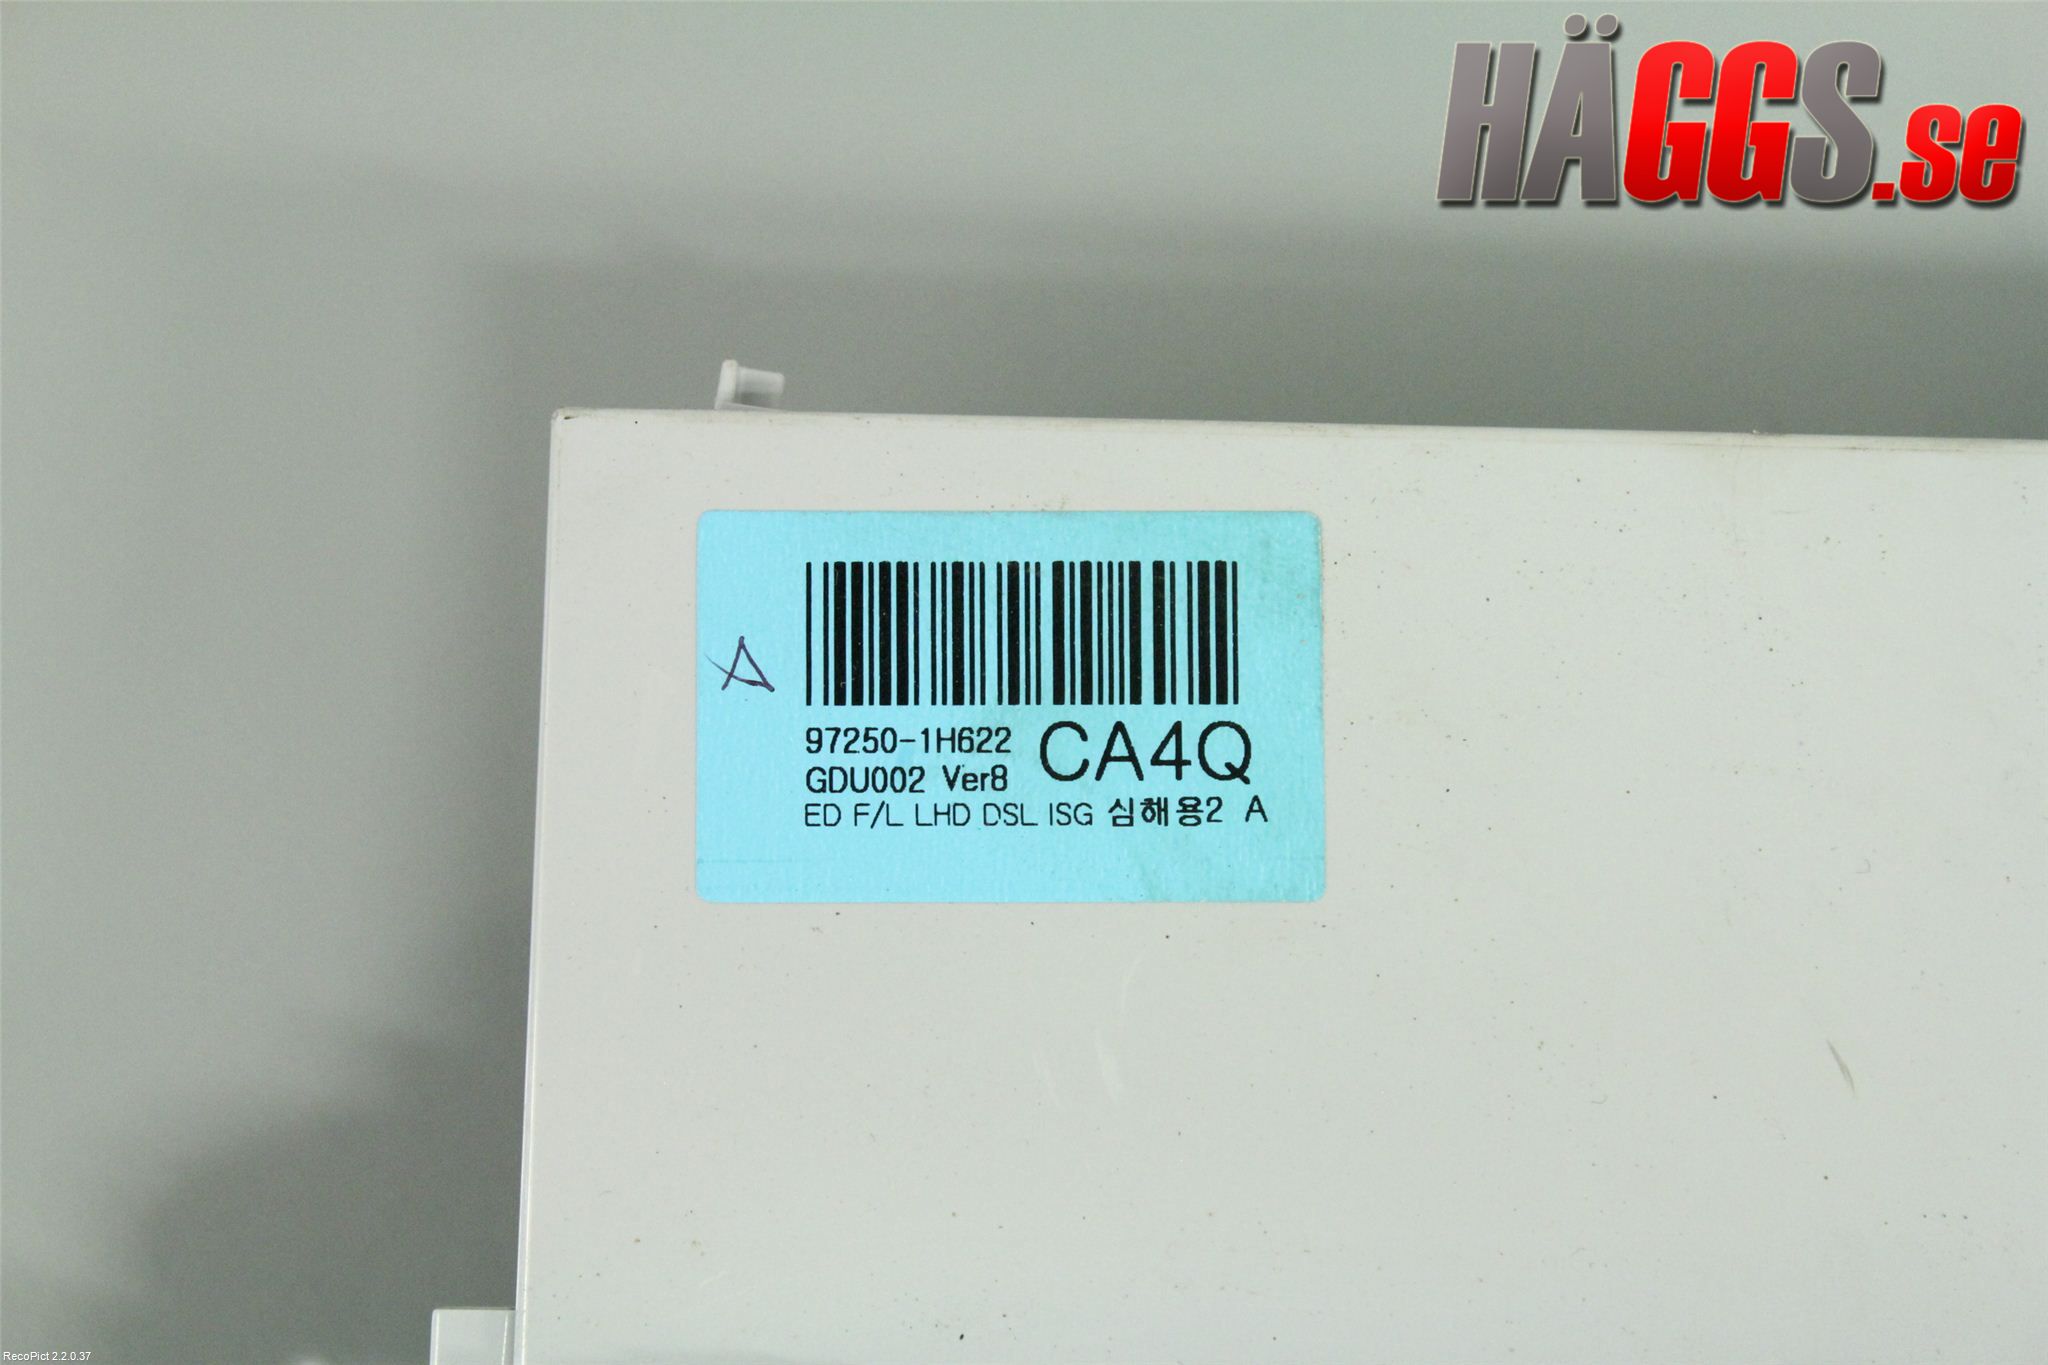 HÄGGS.se
A
97250-1H622
CA4Q
GDU002 Ver8
ED F/L LHD DSL ISG 심해용2 A
RecoPict 2.2.0.37